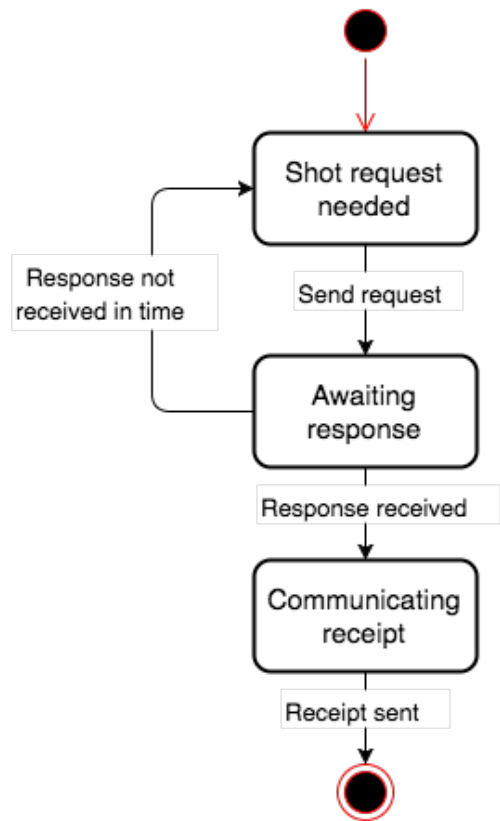 Shot request
needed
Response not
received in time
Send request
Awaiting
response
Response received
Communicating
receipt
Receipt sent